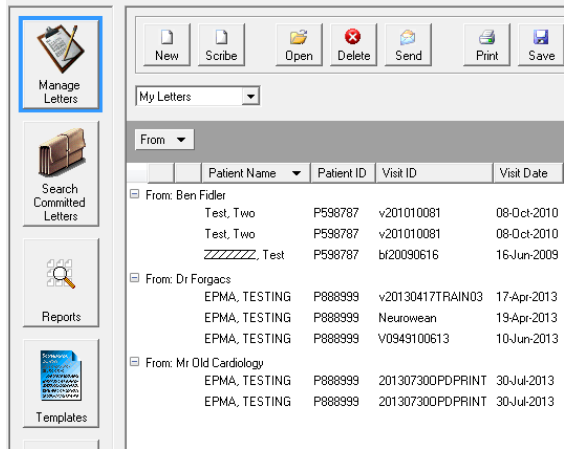 New Scribe Open Delete Send Print Save
Manage
Letters
My Letters
From
Search
Committed
Letters
Reports
Templates
Patient Name Patient ID Visit ID Visit Date
From: Ben Fidler
Test, Two P598787 v201010081 08-Oct-2010
Test, Two P598787 v201010081 08-Oct-2010
ZZZZZZZ, Test P598787 bf20090616 16-Jun-2009
From: Dr Forgacs
EPMA, TESTING P888999 v20130417TRAIN03 17-Apr-2013
EPMA, TESTING P888999 Neurowean 19-Apr-2013
EPMA, TESTING P888999 V0949100613 10-Jun-2013
From: Mr Old Cardiology
EPMA, TESTING P888999 20130730OPDPRINT 30-Jul-2013
EPMA, TESTING P888999 20130730OPDPRINT 30-Jul-2013